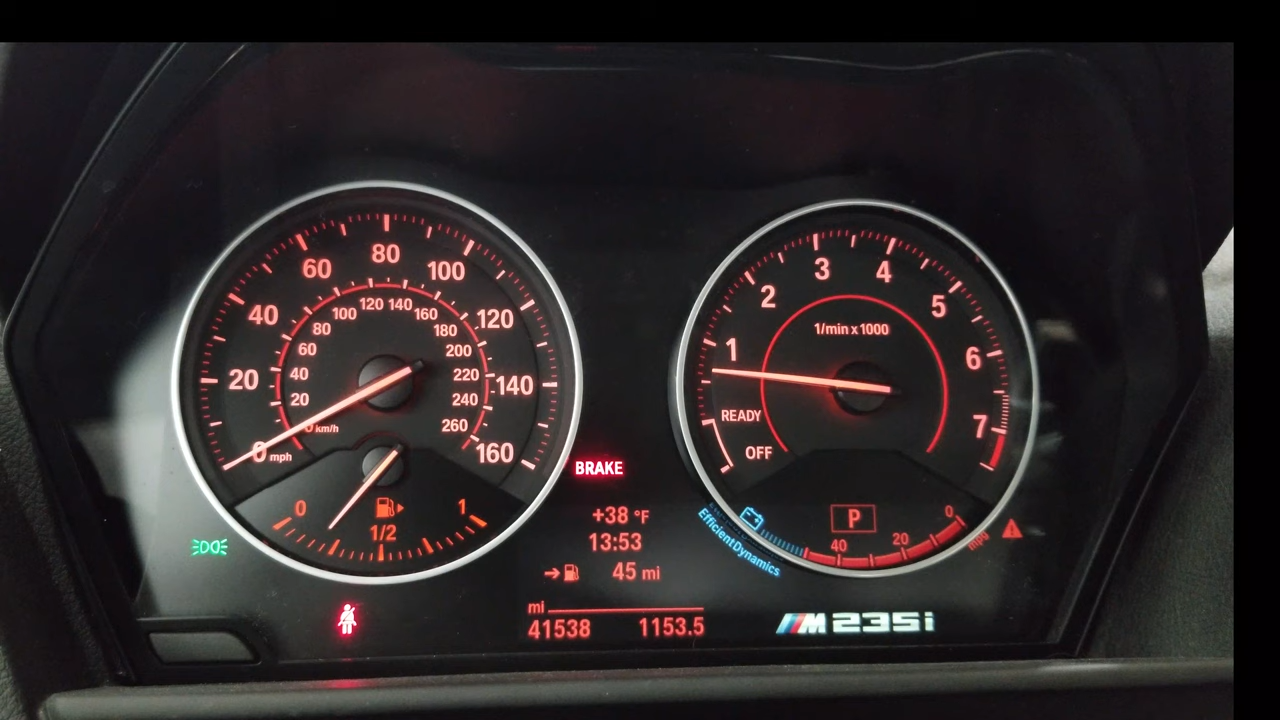 20
40
60
80
100
120
140
160
0 mph
0 km/h
20
40
60
80
100
120
140
160
180
200
220
240
260
0
1/2
1
BRAKE
+38 °F
13:53
45 mi
mi
41538 1153.5
1
2
3
4
5
6
7
1/min x 1000
READY
OFF
P
40
20
0
mpg
EfficientDynamics
M235i